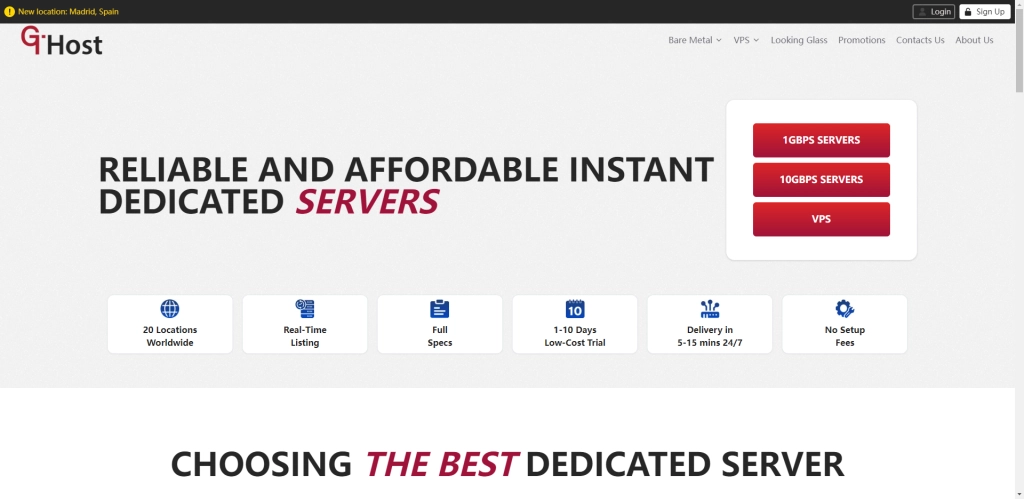 New location: Madrid, Spain
Login
Sign Up
GTHost
Bare Metal
VPS
Looking Glass
Promotions
Contacts Us
About Us
RELIABLE AND AFFORDABLE INSTANT
DEDICATED SERVERS
1GBPS SERVERS
10GBPS SERVERS
VPS
20 Locations
Worldwide
Real-Time
Listing
Full
Specs
10
1-10 Days
Low-Cost Trial
Delivery in
5-15 mins 24/7
No Setup
Fees
CHOOSING THE BEST DEDICATED SERVER